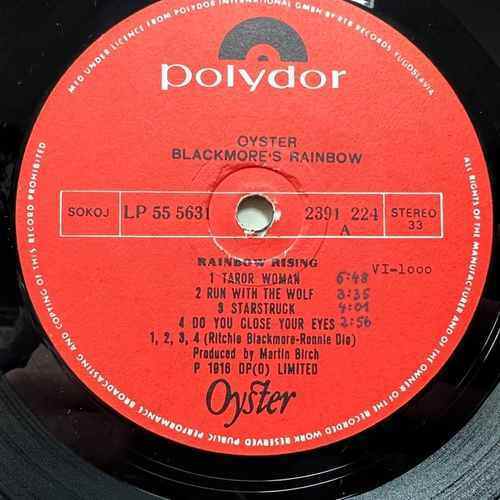 MFD UNDER LICENCE FROM POLYDOR INTERNATIONAL GMBH BY RTB RECORDS YUGOSLAVIA
polydor
OYSTER
BLACKMORE'S RAINBOW
SOKOJ
LP 55 5631
2391 224
A
STEREO
33
RAINBOW RISING
VI-1000
1 TAROR WOMAN 6:48
2 RUN WITH THE WOLF 3:35
3 STARSTRUCK 4:01
4 DO YOU CLOSE YOUR EYES 2:56
1, 2, 3, 4 (Ritchie Blackmore-Ronnie Dio)
Produced by Martin Birch
P 1916 OP(O) LIMITED
Oyster
ALL RIGHTS OF THE MANUFACTURER AND OF THE OWNER OF THE RECORDED WORK RESERVED PUBLIC PERFORMANCE BROADCASTING AND COPYING OF THIS RECORD PROHIBITED